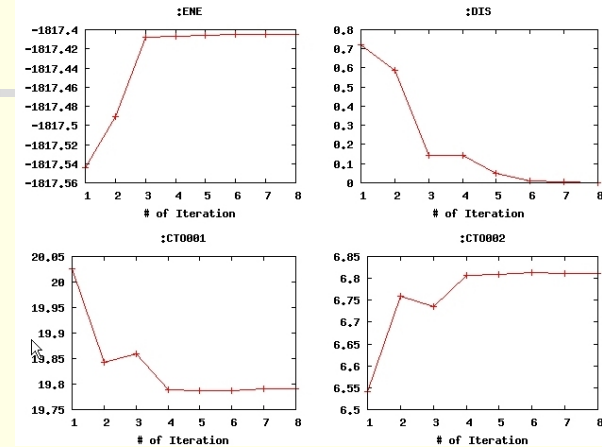 :ENE
-1817.4
-1817.42
-1817.44
-1817.46
-1817.48
-1817.5
-1817.52
-1817.54
-1817.56
1 2 3 4 5 6 7 8
# of Iteration
:DIS
0.8
0.7
0.6
0.5
0.4
0.3
0.2
0.1
0
1 2 3 4 5 6 7 8
# of Iteration
:CTO001
20.05
20
19.95
19.9
19.85
19.8
19.75
1 2 3 4 5 6 7 8
# of Iteration
:CTO002
6.85
6.8
6.75
6.7
6.65
6.6
6.55
6.5
1 2 3 4 5 6 7 8
# of Iteration